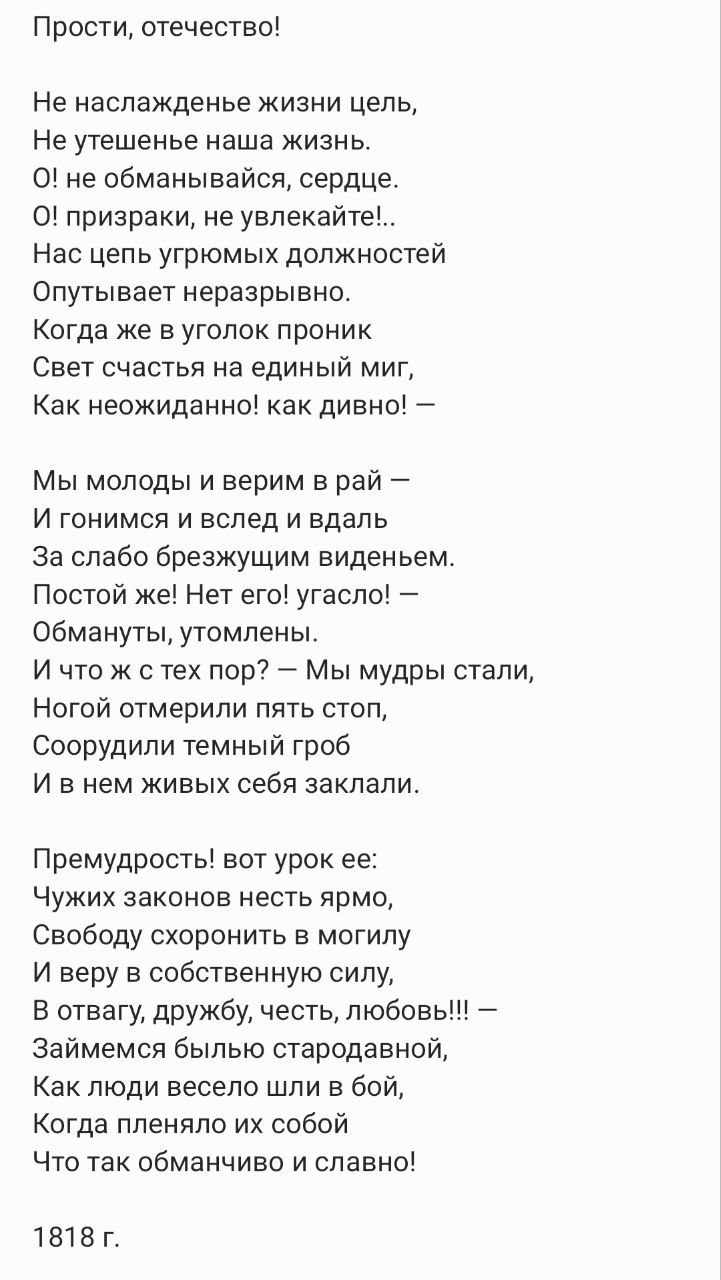 Прости, отечество!
Не наслажденье жизни цель,
Не утешенье наша жизнь.
О! не обманывайся, сердце.
О! призраки, не увлекайте!..
Нас цепь угрюмых должностей
Опутывает неразрывно.
Когда же в уголок проник
Свет счастья на единый миг,
Как неожиданно! как дивно! —
Мы молоды и верим в рай —
И гонимся и вслед и вдаль
За слабо брезжущим виденьем.
Постой же! Нет его! угасло! —
Обмануты, утомлены.
И что ж с тех пор? — Мы мудры стали,
Ногой отмерили пять стоп,
Соорудили темный гроб
И в нем живых себя заклали.
Премудрость! вот урок ее:
Чужих законов несть ярмо,
Свободу схоронить в могилу
И веру в собственную силу,
В отвагу, дружбу, честь, любовь!!! —
Займемся былью стародавной,
Как люди весело шли в бой,
Когда пленяло их собой
Что так обманчиво и славно!
1818 г.